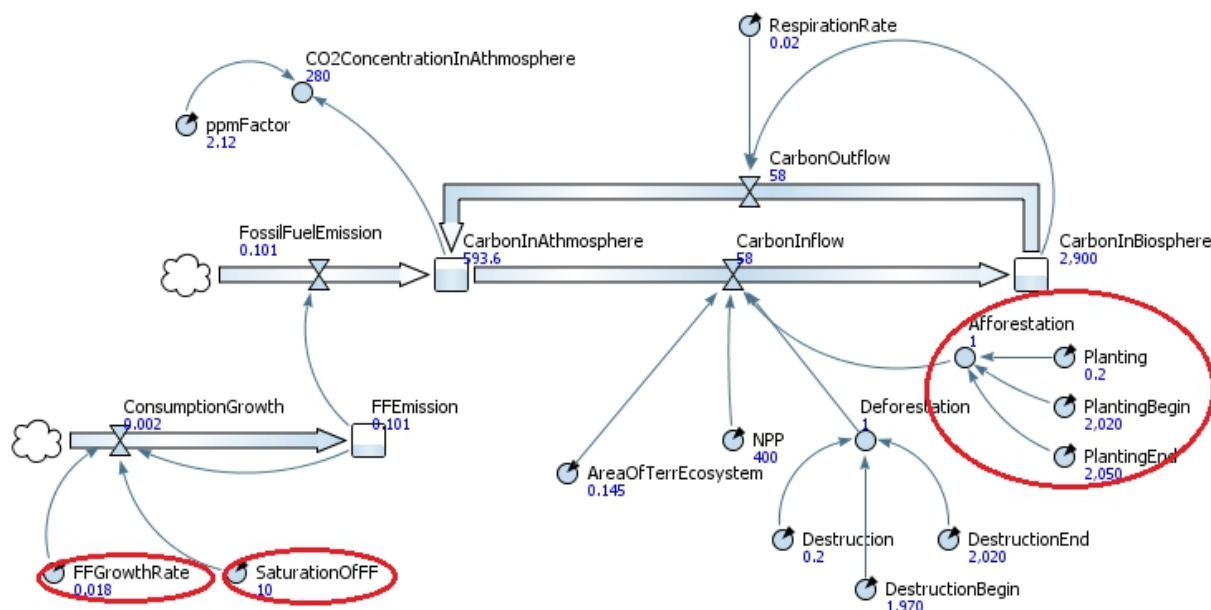 RespirationRate
0.02
CO2ConcentrationInAthmosphere
280
ppmFactor
2.12
CarbonOutflow
58
FossilFuelEmission
0.101
CarbonInAthmosphere
593.6
CarbonInflow
58
CarbonInBiosphere
2,900
Afforestation
1
Planting
0.2
PlantingBegin
2,020
PlantingEnd
2,050
ConsumptionGrowth
0.002
FFEmission
0.101
Deforestation
1
NPP
400
AreaOfTerrEcosystem
0.145
Destruction
0.2
DestructionEnd
2,020
DestructionBegin
1,970
FFGrowthRate
0.018
SaturationOfFF
10